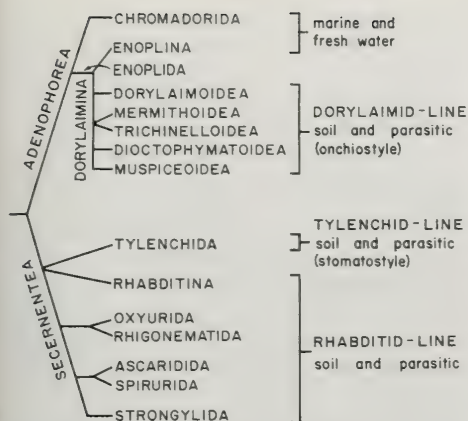 CHROMADORIDA
marine and
fresh water
ADENOPHOREA
ENOPLINA
ENOPLIDA
DORYLAIMINA
DORYLAIMOIDEA
MERMITHOIDEA
TRICHINELLOIDEA
DIOCTOPHYMATOIDEA
MUSPICEOIDEA
DORYLAIMID-LINE
soil and parasitic
(onchiostyle)
SECERNENTEA
TYLENCHIDA
TYLENCHID-LINE
soil and parasitic
(stomatostyle)
RHABDITINA
OXYURIDA
RHIGONEMATIDA
ASCARIDIDA
SPIRURIDA
STRONGYLIDA
RHABDITID-LINE
soil and parasitic